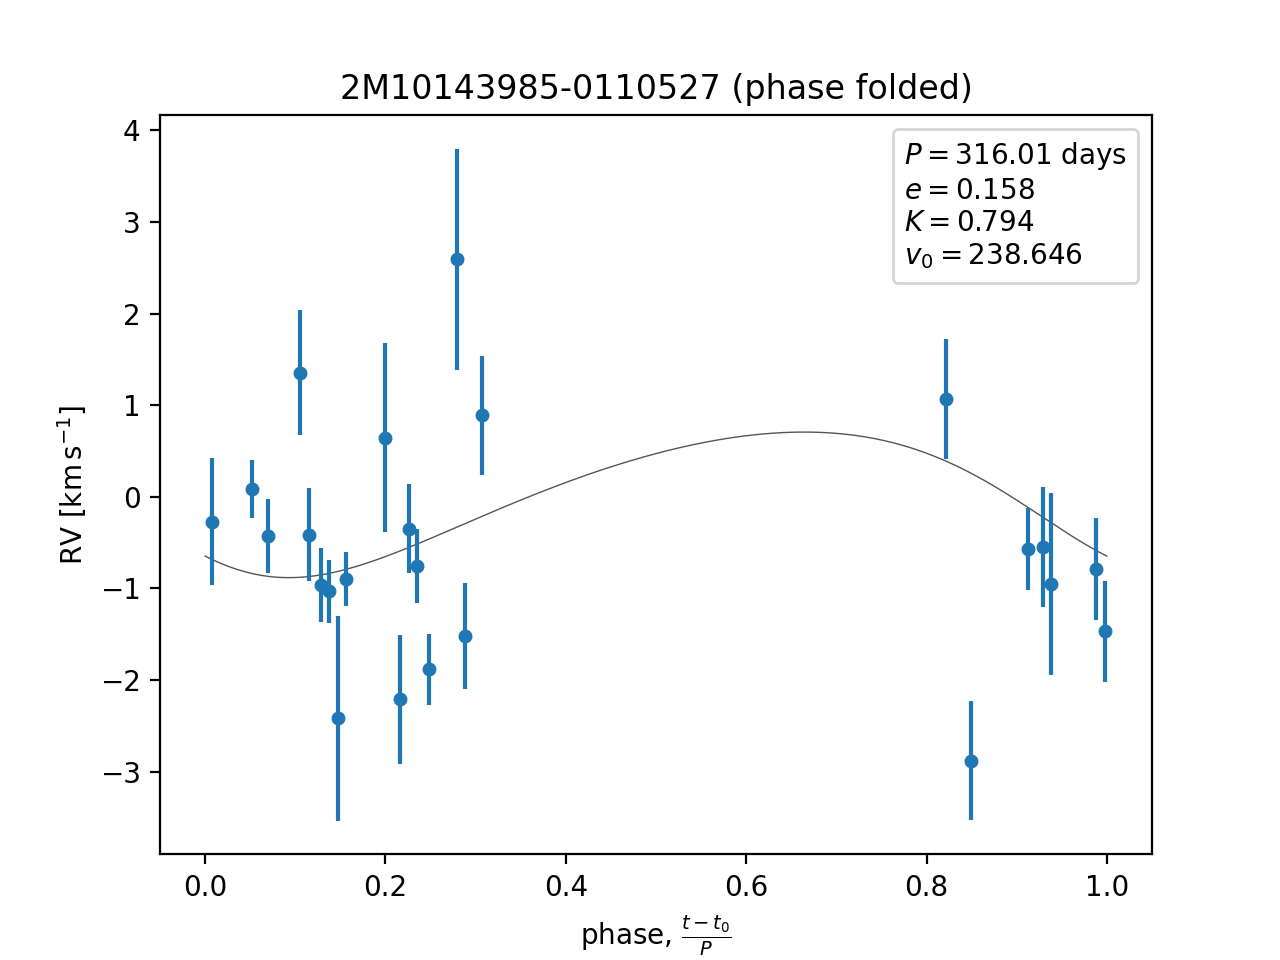 2M10143985-0110527 (phase folded)
P = 316.01 days
e = 0.158
K = 0.794
v₀ = 238.646
4
3
2
1
0
−1
−2
−3
RV [km s⁻¹]
0.0 0.2 0.4 0.6 0.8 1.0
phase, (t − t₀)/P